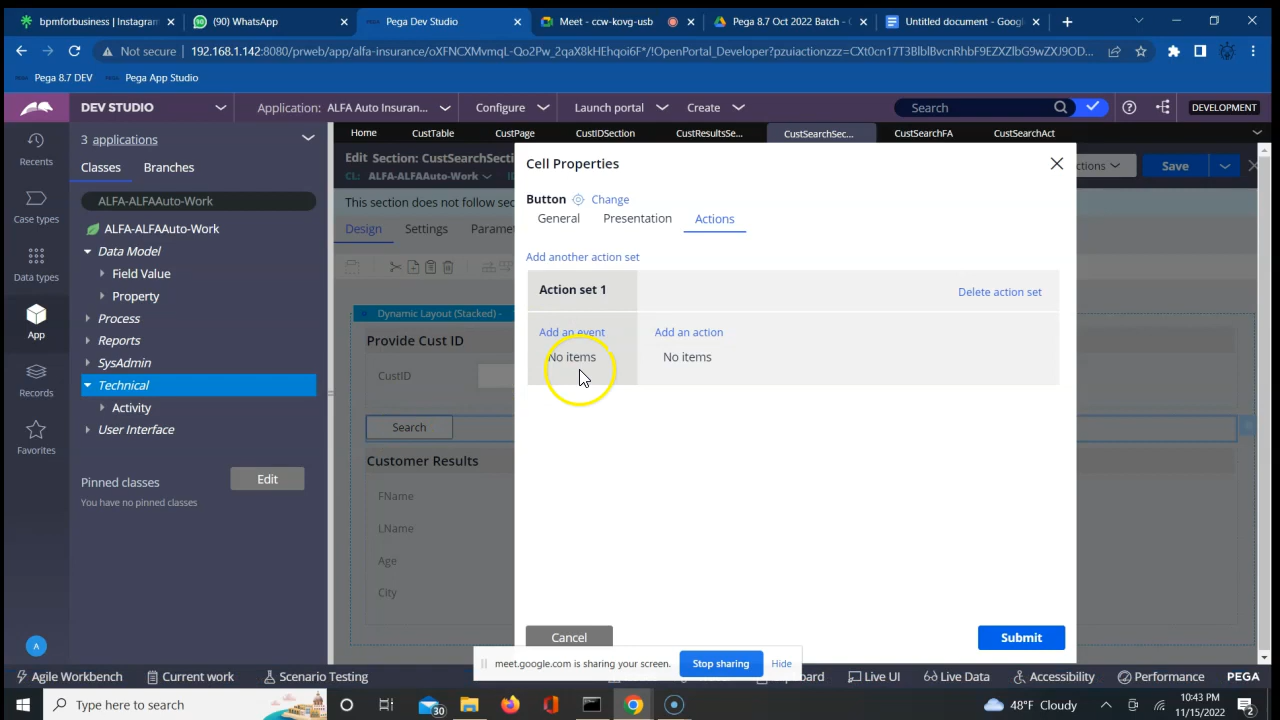 bpmforbusiness | Instagram
(90) WhatsApp
Pega Dev Studio
Meet - ccw-kovg-usb
Pega 8.7 Oct 2022 Batch -
Untitled document - Google
Not secure | 192.168.1.142:8080/prweb/app/alfa-insurance/oXFNCXMvmqL-Qo2Pw_2qaX8kHEhqoi6F*/!OpenPortal_Developer?pzuiactionzzz=CXt0cn17T3BlblBvcnRhbF9EZXZlbG9wZXJ9OD...
Pega 8.7 DEV
Pega App Studio
DEV STUDIO
Application: ALFA Auto Insuran...
Configure
Launch portal
Create
Search
DEVELOPMENT
Recents
Case types
Data types
App
Records
Favorites
3 applications
Classes
Branches
ALFA-ALFAAuto-Work
ALFA-ALFAAuto-Work
Data Model
Field Value
Property
Process
Reports
SysAdmin
Technical
Activity
User Interface
Pinned classes
Edit
You have no pinned classes
A
Home
CustTable
CustPage
CustIDSection
CustResultsSe...
CustSearchSec...
CustSearchFA
CustSearchAct
Edit Section: CustSearchSecti
CL: ALFA-ALFAAuto-Work
ctions
Save
This section does not follow sec
Design
Settings
Paramet
Dynamic Layout (Stacked) -
Provide Cust ID
CustID
Search
Customer Results
FName
LName
Age
City
Cell Properties
Button
Change
General
Presentation
Actions
Add another action set
Action set 1
Delete action set
Add an event
Add an action
No items
No items
Cancel
Submit
meet.google.com is sharing your screen.
Stop sharing
Hide
gile Workbench
Current work
Scenario Testing
lipboard
Live UI
Live Data
Accessibility
Performance
PEGA
Type here to search
30
48°F Cloudy
10:43 PM
11/15/2022
2